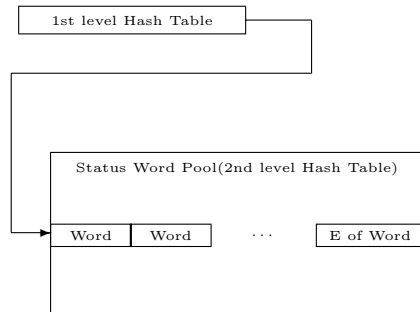 1st level Hash Table
Status Word Pool(2nd level Hash Table)
Word Word ... E of Word